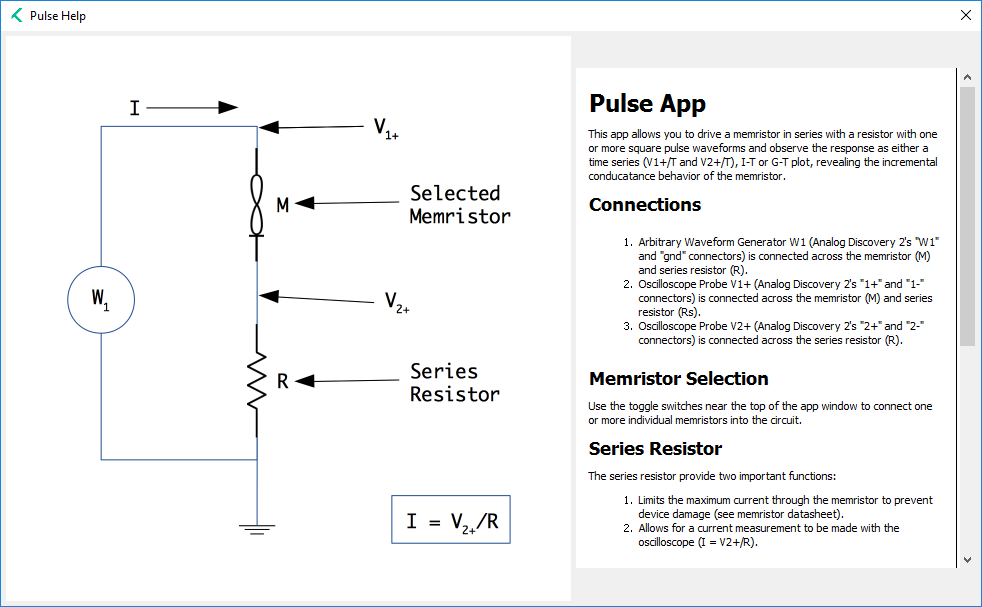 Pulse Help
I
V1+
M
Selected
Memristor
W1
V2+
R
Series
Resistor
I = V2+/R
Pulse App
This app allows you to drive a memristor in series with a resistor with one
or more square pulse waveforms and observe the response as either a
time series (V1+/T and V2+/T), I-T or G-T plot, revealing the incremental
conducatance behavior of the memristor.
Connections
1. Arbitrary Waveform Generator W1 (Analog Discovery 2's "W1"
and "gnd" connectors) is connected across the memristor (M)
and series resistor (R).
2. Oscilloscope Probe V1+ (Analog Discovery 2's "1+" and "1-"
connectors) is connected across the memristor (M) and series
resistor (Rs).
3. Oscilloscope Probe V2+ (Analog Discovery 2's "2+" and "2-"
connectors) is connected across the series resistor (R).
Memristor Selection
Use the toggle switches near the top of the app window to connect one
or more individual memristors into the circuit.
Series Resistor
The series resistor provide two important functions:
1. Limits the maximum current through the memristor to prevent
device damage (see memristor datasheet).
2. Allows for a current measurement to be made with the
oscilloscope (I = V2+/R).